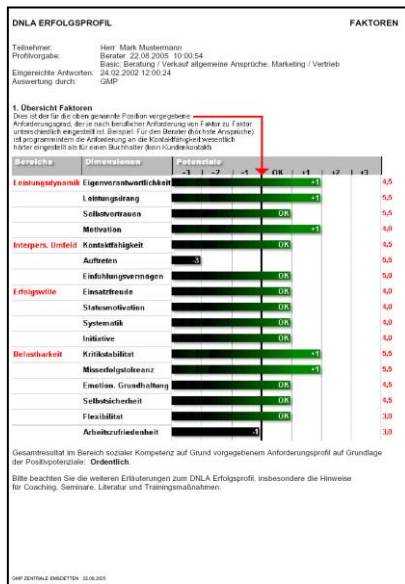 DNLA ERFOLGSPROFIL FAKTOREN
Teilnehmer: Herr Mark Mustermann
Profilvorgabe: Berater 22.08.2005 10:00:54
Basic; Beratung / Verkauf allgemeine Ansprüche, Marketing / Vertrieb
Eingereichte Antworten: 24.02.2002 12:00:24
Auswertung durch: GMP
1. Übersicht Faktoren
Dies ist der für die oben genannte Position vorgegebene
Anforderungsgrad, der je nach beruflicher Anforderung von Faktor zu Faktor
unterschiedlich eingestellt ist. Beispiel: Für den Berater (höchste Ansprüche)
ist programmintern die Anforderung an die Kontaktfähigkeit wesentlich
härter eingestellt als für einen Buchhalter (kein Kundenkontakt)
Bereiche Dimensionen Potenziale
-3 -2 -1 OK +1 +2 +3
Leistungsdynamik Eigenverantwortlichkeit +1 4,5
Leistungsdrang +1 5,5
Selbstvertrauen OK 5,5
Motivation +1 4,0
Interpers. Umfeld Kontaktfähigkeit OK 4,5
Auftreten -3 5,5
Einfühlungsvermögen OK 5,0
Erfolgswille Einsatzfreude OK 4,0
Statusmotivation OK 4,0
Systematik OK 4,0
Initiative OK 4,0
Belastbarkeit Kritikstabilität +1 5,5
Misserfolgstoleranz +1 5,5
Emotion. Grundhaltung OK 4,5
Selbstsicherheit OK 4,5
Flexibilität OK 3,0
Arbeitszufriedenheit 3,0
Gesamtresultat im Bereich sozialer Kompetenz auf Grund vorgegebenem Anforderungsprofil auf Grundlage
der Positivpotenziale: Ordentlich.
Bitte beachten Sie die weiteren Erläuterungen zum DNLA Erfolgsprofil, insbesondere die Hinweise
für Coaching, Seminare, Literatur und Trainingsmaßnahmen.
GMP ZENTRALE EMSDETTEN 22.08.2005